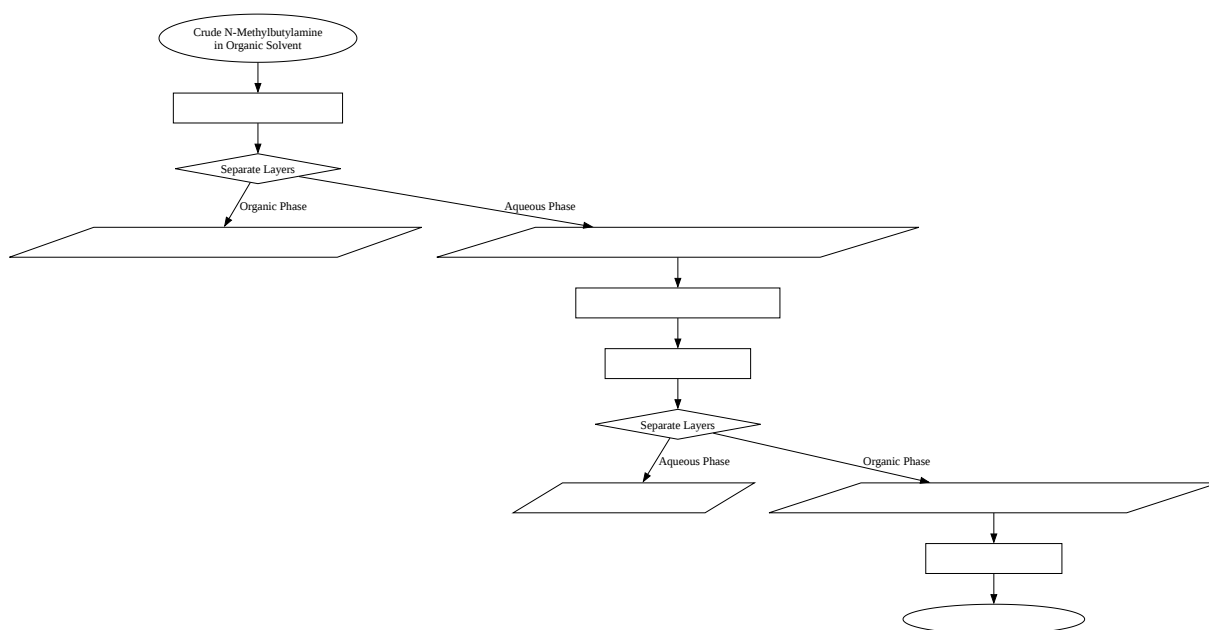 Crude N-Methylbutylamine
in Organic Solvent
Separate Layers
Organic Phase
Aqueous Phase
Separate Layers
Aqueous Phase
Organic Phase